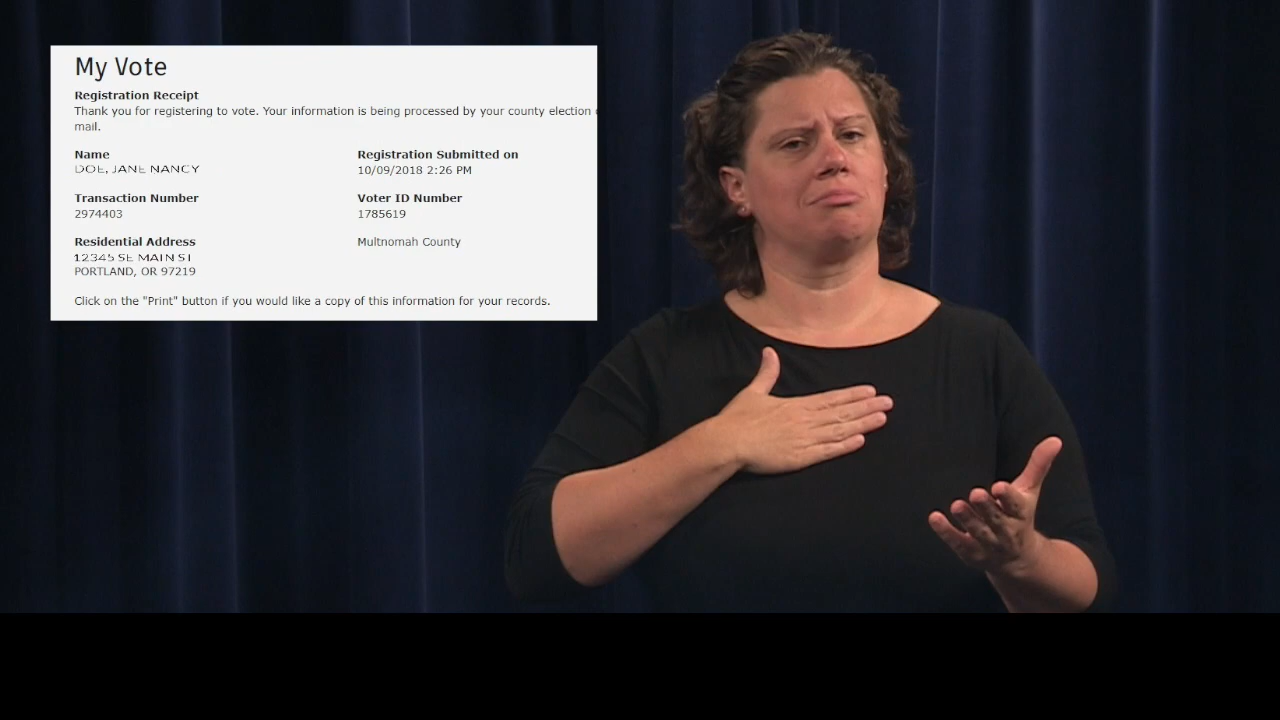 My Vote
Registration Receipt
Thank you for registering to vote. Your information is being processed by your county election
mail.
Name
DOE, JANE NANCY
Registration Submitted on
10/09/2018 2:26 PM
Transaction Number
2974403
Voter ID Number
1785619
Residential Address
12345 SE MAIN ST
PORTLAND, OR 97219
Multnomah County
Click on the "Print" button if you would like a copy of this information for your records.